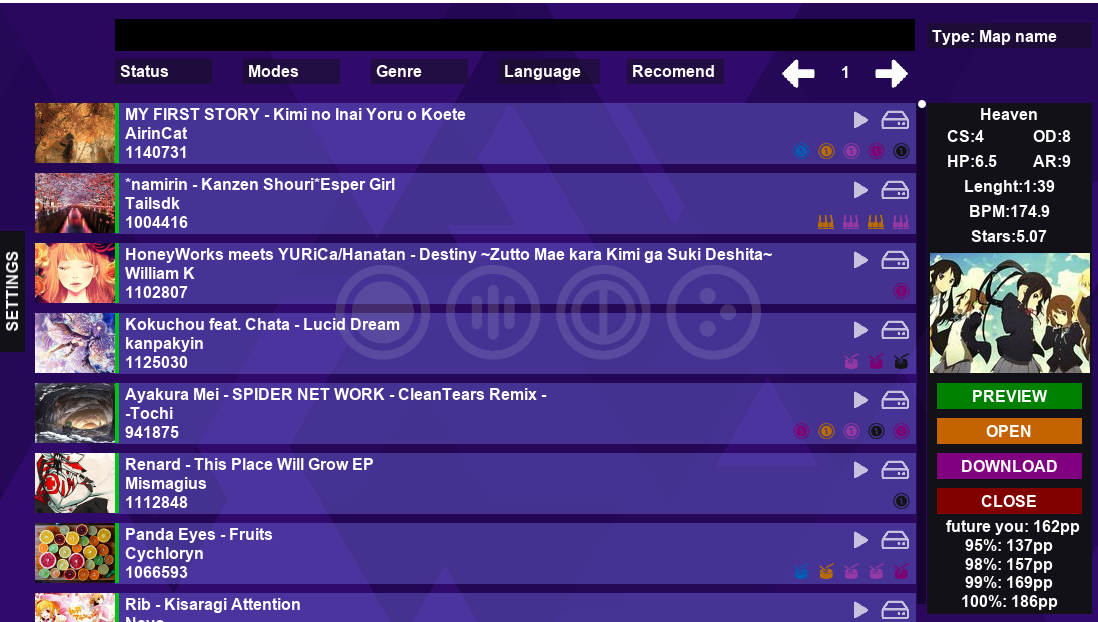 Type: Map name
Status
Modes
Genre
Language
Recomend
1
SETTINGS
MY FIRST STORY - Kimi no Inai Yoru o Koete
AirinCat
1140731
*namirin - Kanzen Shouri*Esper Girl
Tailsdk
1004416
HoneyWorks meets YURiCa/Hanatan - Destiny ~Zutto Mae kara Kimi ga Suki Deshita~
William K
1102807
Kokuchou feat. Chata - Lucid Dream
kanpakyin
1125030
Ayakura Mei - SPIDER NET WORK - CleanTears Remix -
-Tochi
941875
Renard - This Place Will Grow EP
Mismagius
1112848
Panda Eyes - Fruits
Cychloryn
1066593
Rib - Kisaragi Attention
Heaven
CS:4 OD:8
HP:6.5 AR:9
Lenght:1:39
BPM:174.9
Stars:5.07
PREVIEW
OPEN
DOWNLOAD
CLOSE
future you: 162pp
95%: 137pp
98%: 157pp
99%: 169pp
100%: 186pp